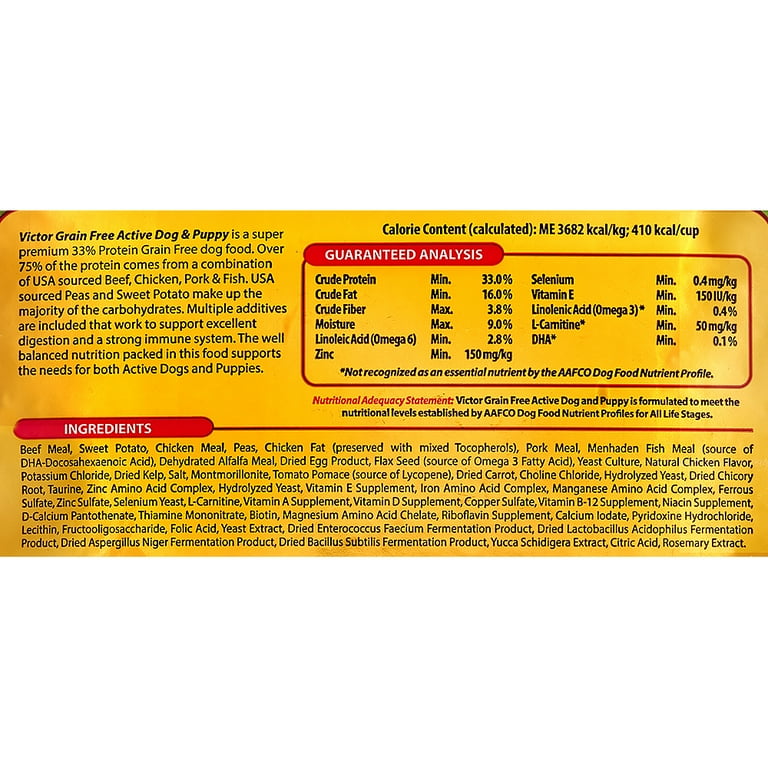 Victor Grain Free Active Dog & Puppy is a super
premium 33% Protein Grain Free dog food. Over
75% of the protein comes from a combination
of USA sourced Beef, Chicken, Pork & Fish. USA
sourced Peas and Sweet Potato make up the
majority of the carbohydrates. Multiple additives
are included that work to support excellent
digestion and a strong immune system. The well
balanced nutrition packed in this food supports
the needs for both Active Dogs and Puppies.
Calorie Content (calculated): ME 3682 kcal/kg; 410 kcal/cup
GUARANTEED ANALYSIS
Crude Protein Min. 33.0% Selenium Min. 0.4 mg/kg
Crude Fat Min. 16.0% Vitamin E Min. 150 IU/kg
Crude Fiber Max. 3.8% Linolenic Acid (Omega 3)* Min. 0.4%
Moisture Max. 9.0% L-Carnitine* Min. 50 mg/kg
Linoleic Acid (Omega 6) Min. 2.8% DHA* Min. 0.1%
Zinc Min. 150 mg/kg
*Not recognized as an essential nutrient by the AAFCO Dog Food Nutrient Profile.
Nutritional Adequacy Statement: Victor Grain Free Active Dog and Puppy is formulated to meet the
nutritional levels established by AAFCO Dog Food Nutrient Profiles for All Life Stages.
INGREDIENTS
Beef Meal, Sweet Potato, Chicken Meal, Peas, Chicken Fat (preserved with mixed Tocopherols), Pork Meal, Menhaden Fish Meal (source of
DHA-Docosahexaenoic Acid), Dehydrated Alfalfa Meal, Dried Egg Product, Flax Seed (source of Omega 3 Fatty Acid), Yeast Culture, Natural Chicken Flavor,
Potassium Chloride, Dried Kelp, Salt, Montmorillonite, Tomato Pomace (source of Lycopene), Dried Carrot, Choline Chloride, Hydrolyzed Yeast, Dried Chicory
Root, Taurine, Zinc Amino Acid Complex, Hydrolyzed Yeast, Vitamin E Supplement, Iron Amino Acid Complex, Manganese Amino Acid Complex, Ferrous
Sulfate, Zinc Sulfate, Selenium Yeast, L-Carnitine, Vitamin A Supplement, Vitamin D Supplement, Copper Sulfate, Vitamin B-12 Supplement, Niacin Supplement,
D-Calcium Pantothenate, Thiamine Mononitrate, Biotin, Magnesium Amino Acid Chelate, Riboflavin Supplement, Calcium Iodate, Pyridoxine Hydrochloride,
Lecithin, Fructooligosaccharide, Folic Acid, Yeast Extract, Dried Enterococcus Faecium Fermentation Product, Dried Lactobacillus Acidophilus Fermentation
Product, Dried Aspergillus Niger Fermentation Product, Dried Bacillus Subtilis Fermentation Product, Yucca Schidigera Extract, Citric Acid, Rosemary Extract.